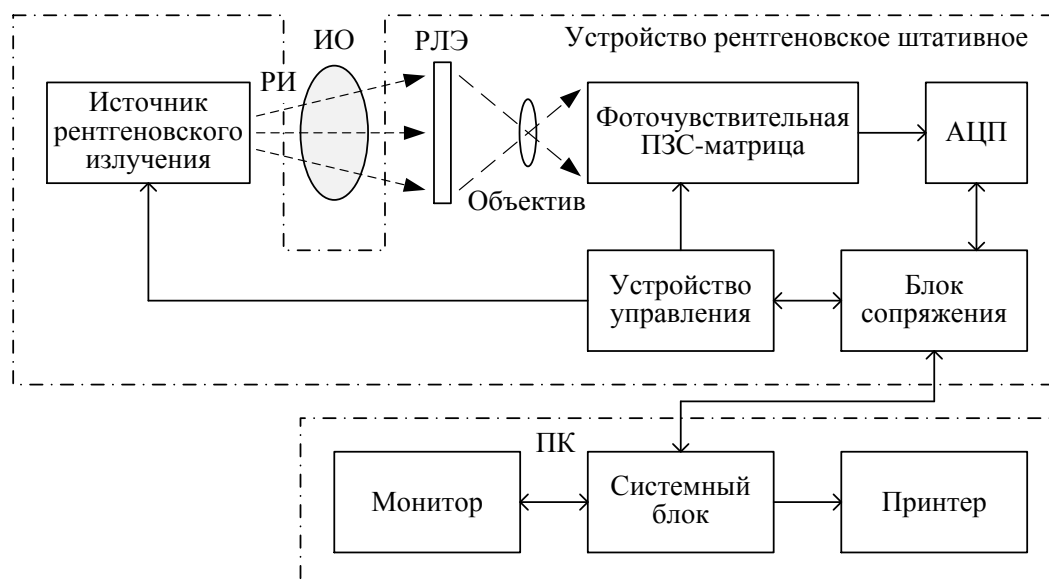 ИО
РЛЭ
Устройство рентгеновское штативное
РИ
Источник
рентгеновского
излучения
Фоточувствительная
ПЗС-матрица
АЦП
Объектив
Устройство
управления
Блок
сопряжения
ПК
Монитор
Системный
блок
Принтер